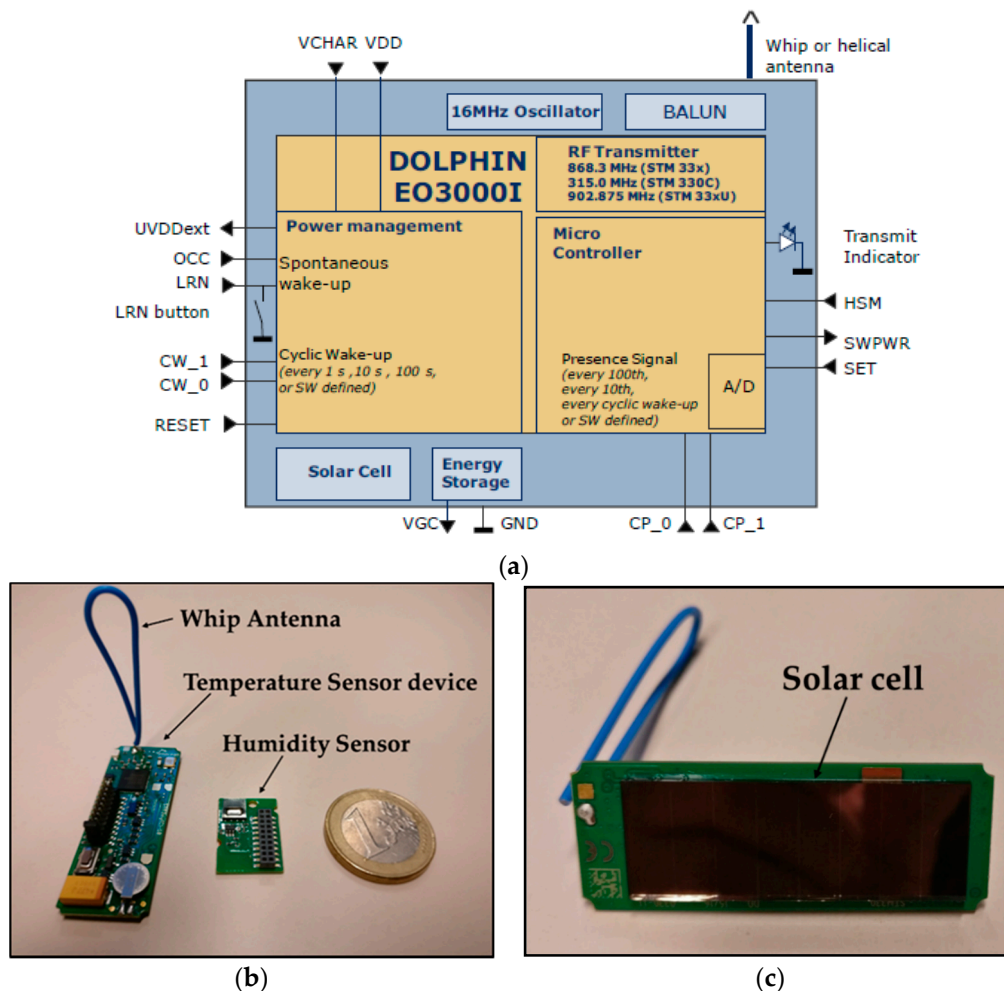 VCHAR VDD
Whip or helical
antenna
16MHz Oscillator
BALUN
DOLPHIN
EO3000I
RF Transmitter
868.3 MHz (STM 33x)
315.0 MHz (STM 330C)
902.875 MHz (STM 33xU)
UVDDext
OCC
LRN
LRN button
CW_1
CW_0
RESET
Power management
Spontaneous
wake-up
Cyclic Wake-up
(every 1 s ,10 s , 100 s,
or SW defined)
Micro
Controller
Presence Signal
(every 100th,
every 10th,
every cyclic wake-up
or SW defined)
A/D
Transmit
Indicator
HSM
SWPWR
SET
Solar Cell
Energy
Storage
VGC
GND
CP_0
CP_1
(a)
Whip Antenna
Temperature Sensor device
Humidity Sensor
1
(b)
Solar cell
CE
(c)